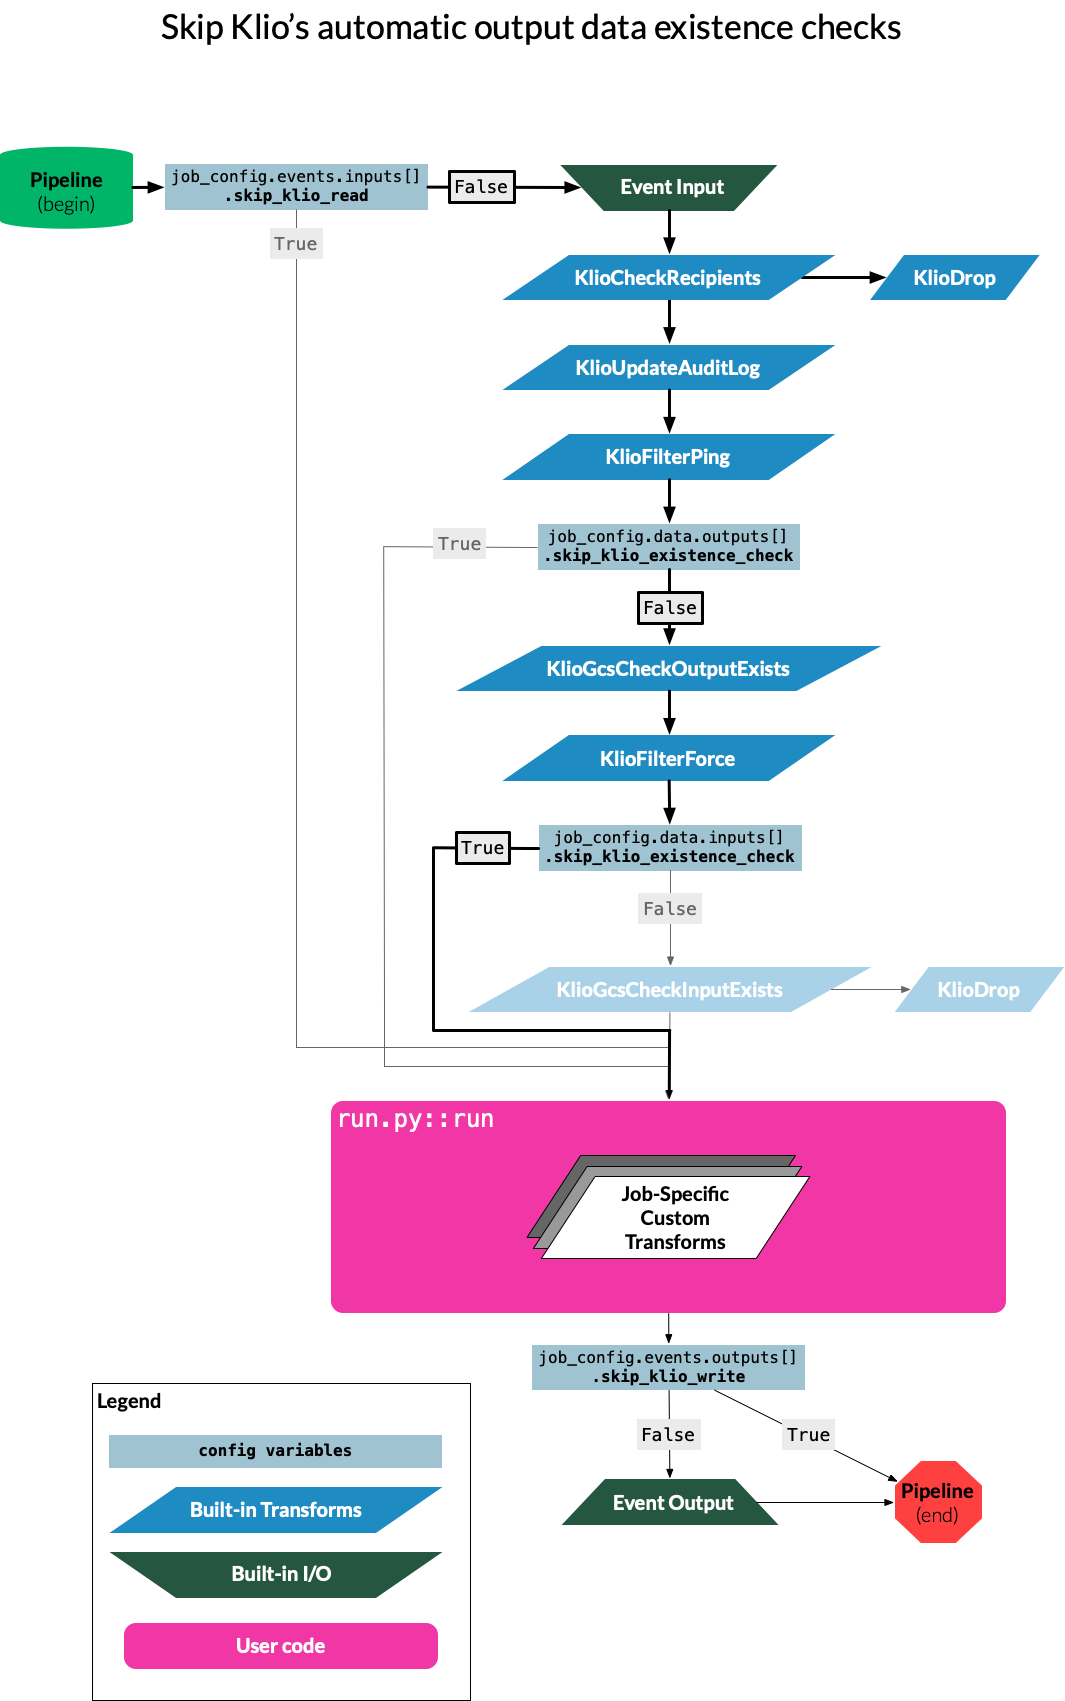 Skip Klio’s automatic output data existence checks
Pipeline
(begin)
job_config.events.inputs[]
.skip_klio_read
False
Event Input
True
KlioCheckRecipients
KlioDrop
KlioUpdateAuditLog
KlioFilterPing
job_config.data.outputs[]
.skip_klio_existence_check
True
False
KlioGcsCheckOutputExists
KlioFilterForce
job_config.data.inputs[]
.skip_klio_existence_check
True
False
KlioGcsCheckInputExists
KlioDrop
run.py::run
Job-Specific
Custom
Transforms
job_config.events.outputs[]
.skip_klio_write
False
True
Event Output
Pipeline
(end)
Legend
config variables
Built-in Transforms
Built-in I/O
User code